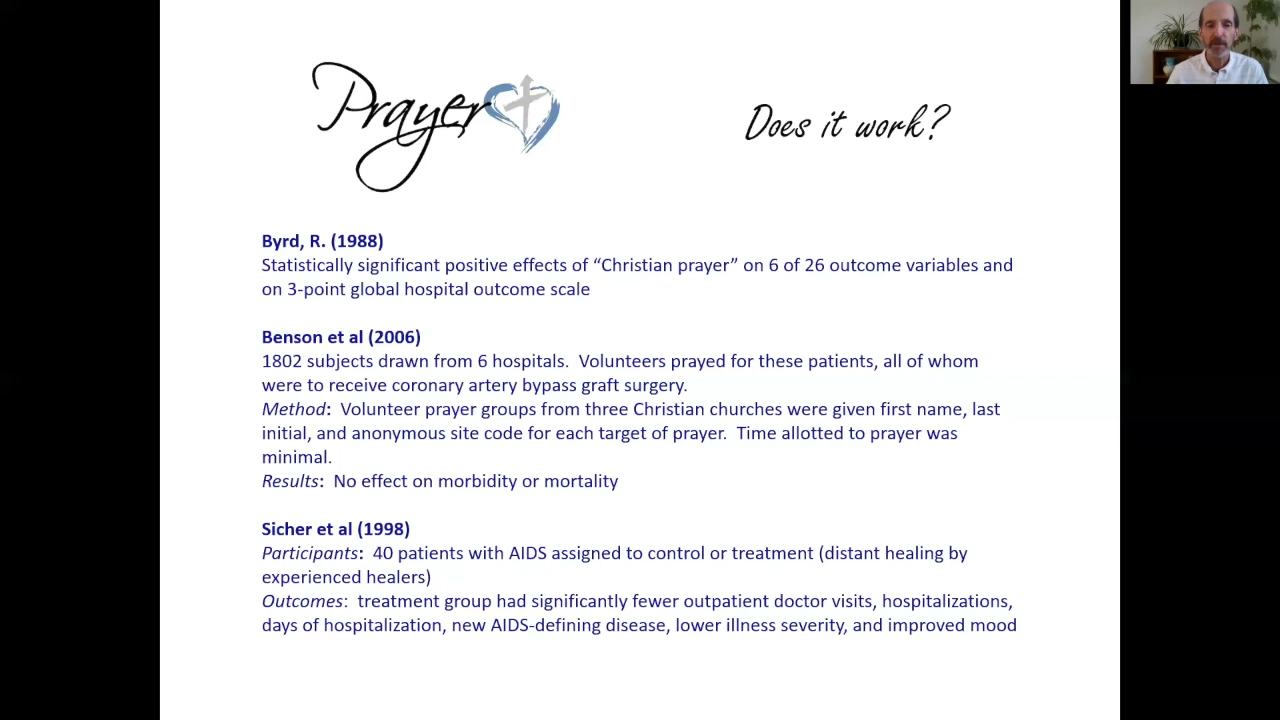 Prayer
Does it work?
Byrd, R. (1988)
Statistically significant positive effects of “Christian prayer” on 6 of 26 outcome variables and
on 3-point global hospital outcome scale
Benson et al (2006)
1802 subjects drawn from 6 hospitals.  Volunteers prayed for these patients, all of whom
were to receive coronary artery bypass graft surgery.
Method:  Volunteer prayer groups from three Christian churches were given first name, last
initial, and anonymous site code for each target of prayer.  Time allotted to prayer was
minimal.
Results:  No effect on morbidity or mortality
Sicher et al (1998)
Participants:  40 patients with AIDS assigned to control or treatment (distant healing by
experienced healers)
Outcomes:  treatment group had significantly fewer outpatient doctor visits, hospitalizations,
days of hospitalization, new AIDS-defining disease, lower illness severity, and improved mood